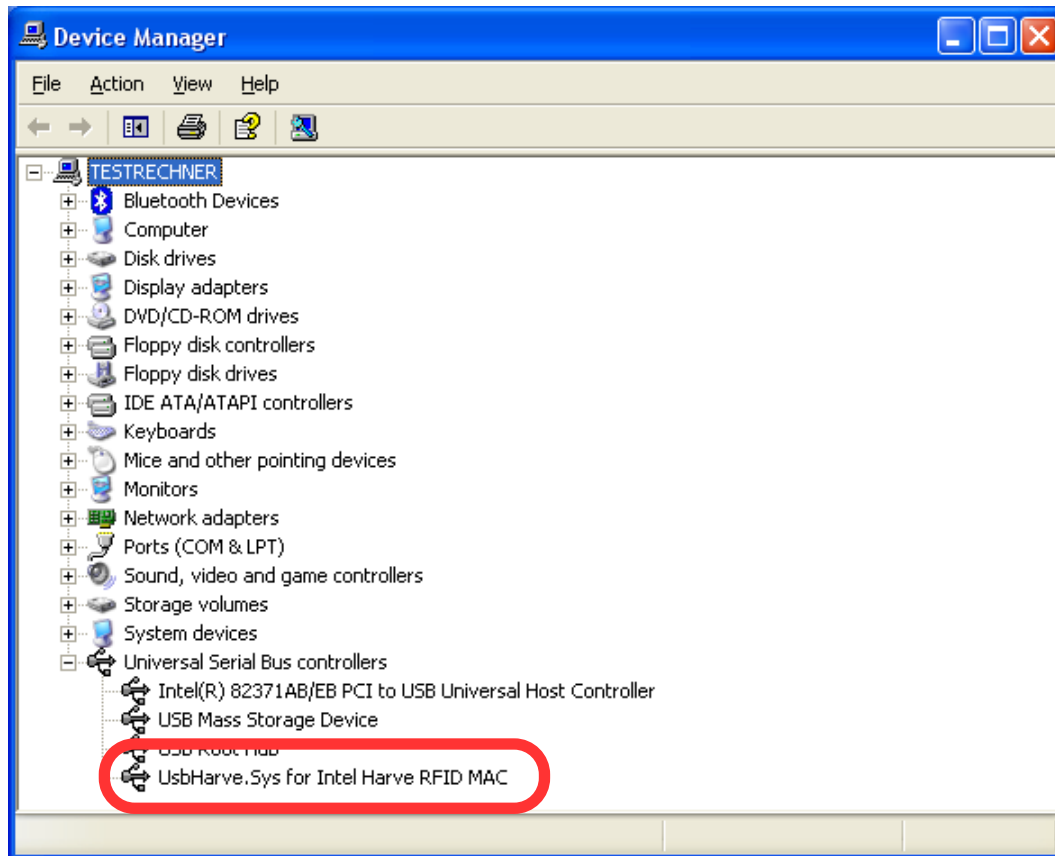 Device Manager
File Action View Help
TESTRECHNER
Bluetooth Devices
Computer
Disk drives
Display adapters
DVD/CD-ROM drives
Floppy disk controllers
Floppy disk drives
IDE ATA/ATAPI controllers
Keyboards
Mice and other pointing devices
Monitors
Network adapters
Ports (COM & LPT)
Sound, video and game controllers
Storage volumes
System devices
Universal Serial Bus controllers
Intel(R) 82371AB/EB PCI to USB Universal Host Controller
USB Mass Storage Device
USB Root Hub
UsbHarve.Sys for Intel Harve RFID MAC